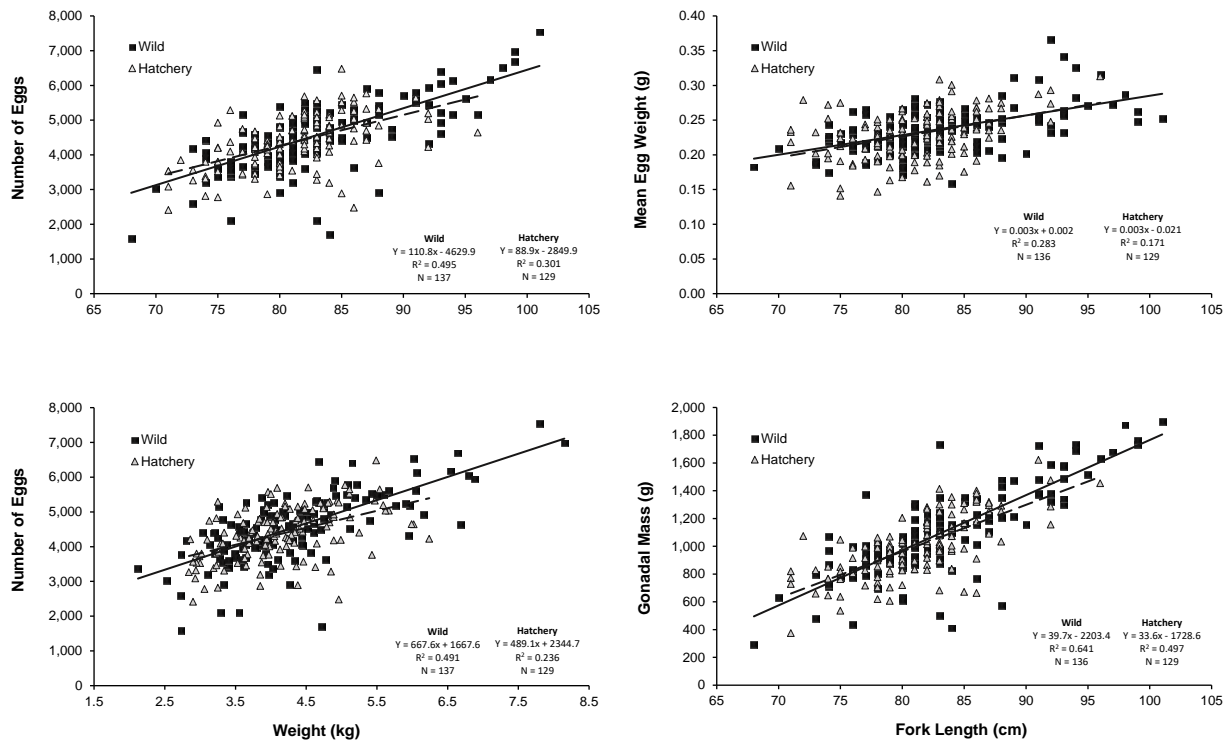 8,000
7,000
6,000
5,000
4,000
3,000
2,000
1,000
0
Number of Eggs
Wild
Hatchery
Wild Hatchery
Y = 110.8x - 4629.9 Y = 88.9x - 2849.9
R² = 0.495 R² = 0.301
N = 137 N = 129
65 70 75 80 85 90 95 100 105
0.40
0.35
0.30
0.25
0.20
0.15
0.10
0.05
0.00
Mean Egg Weight (g)
Wild
Hatchery
Wild Hatchery
Y = 0.003x + 0.002 Y = 0.003x - 0.021
R² = 0.283 R² = 0.171
N = 136 N = 129
65 70 75 80 85 90 95 100 105
8,000
7,000
6,000
5,000
4,000
3,000
2,000
1,000
0
Number of Eggs
Wild
Hatchery
Wild Hatchery
Y = 667.6x + 1667.6 Y = 489.1x + 2344.7
R² = 0.491 R² = 0.236
N = 137 N = 129
1.5 2.5 3.5 4.5 5.5 6.5 7.5 8.5
Weight (kg)
2,000
1,800
1,600
1,400
1,200
1,000
800
600
400
200
0
Gonadal Mass (g)
Wild
Hatchery
Wild Hatchery
Y = 39.7x - 2203.4 Y = 33.6x - 1728.6
R² = 0.641 R² = 0.497
N = 136 N = 129
65 70 75 80 85 90 95 100 105
Fork Length (cm)